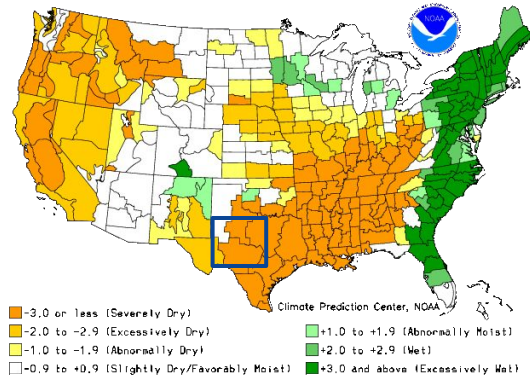 NOAA
Climate Prediction Center, NOAA
-3.0 or less (Severely Dry)
-2.0 to -2.9 (Excessively Dry)
-1.0 to -1.9 (Abnormally Dry)
-0.9 to +0.9 (Slightly Dry/Favorably Moist)
+1.0 to +1.9 (Abnormally Moist)
+2.0 to +2.9 (Wet)
+3.0 and above (Excessively Wet)